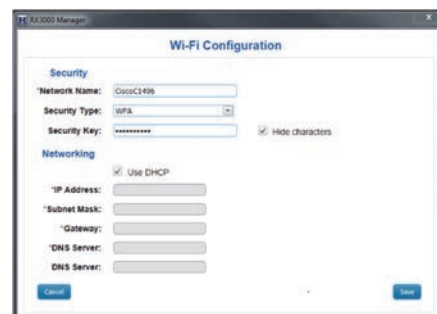 RX3000 Manager
Wi-Fi Configuration
Security
*Network Name: CiscoC1496
Security Type: WPA
Security Key: •••••••••• Hide characters
Networking
Use DHCP
*IP Address:
*Subnet Mask:
*Gateway:
*DNS Server:
DNS Server:
Cancel Save